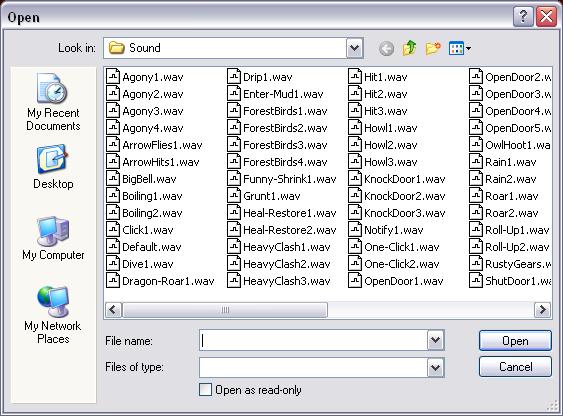 Open
Look in: Sound
My Recent
Documents
Desktop
My Computer
My Network
Places
Agony1.wav
Agony2.wav
Agony3.wav
Agony4.wav
ArrowFlies1.wav
ArrowHits1.wav
BigBell.wav
Boiling1.wav
Boiling2.wav
Click1.wav
Default.wav
Dive1.wav
Dragon-Roar1.wav
Drip1.wav
Enter-Mud1.wav
ForestBirds1.wav
ForestBirds2.wav
ForestBirds3.wav
ForestBirds4.wav
Funny-Shrink1.wav
Grunt1.wav
Heal-Restore1.wav
Heal-Restore2.wav
HeavyClash1.wav
HeavyClash2.wav
HeavyClash3.wav
Hit1.wav
Hit2.wav
Hit3.wav
Howl1.wav
Howl2.wav
Howl3.wav
KnockDoor1.wav
KnockDoor2.wav
KnockDoor3.wav
Notify1.wav
One-Click1.wav
One-Click2.wav
OpenDoor1.wav
OpenDoor2.w
OpenDoor3.w
OpenDoor4.w
OpenDoor5.w
OwlHoot1.wa
Rain1.wav
Rain2.wav
Roar1.wav
Roar2.wav
Roll-Up1.wav
Roll-Up2.wav
RustyGears.w
ShutDoor1.w
File name:
Open
Files of type:
Cancel
Open as read-only